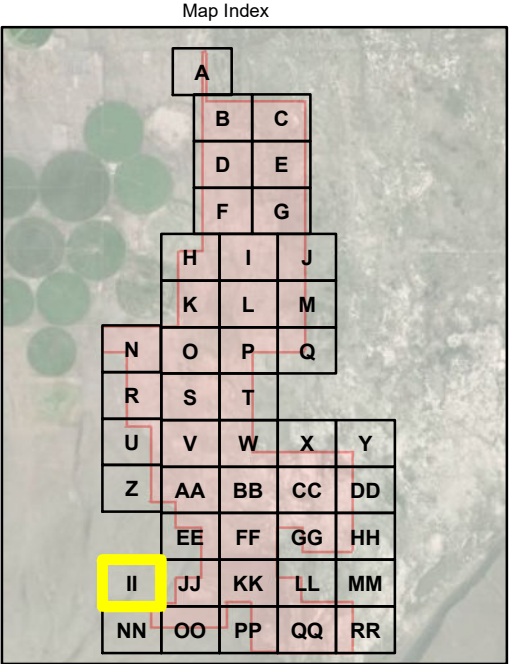 Map Index
A
B C
D E
F G
H I J
K L M
N O P Q
R S T
U V W X Y
Z AA BB CC DD
EE FF GG HH
II JJ KK LL MM
NN OO PP QQ RR